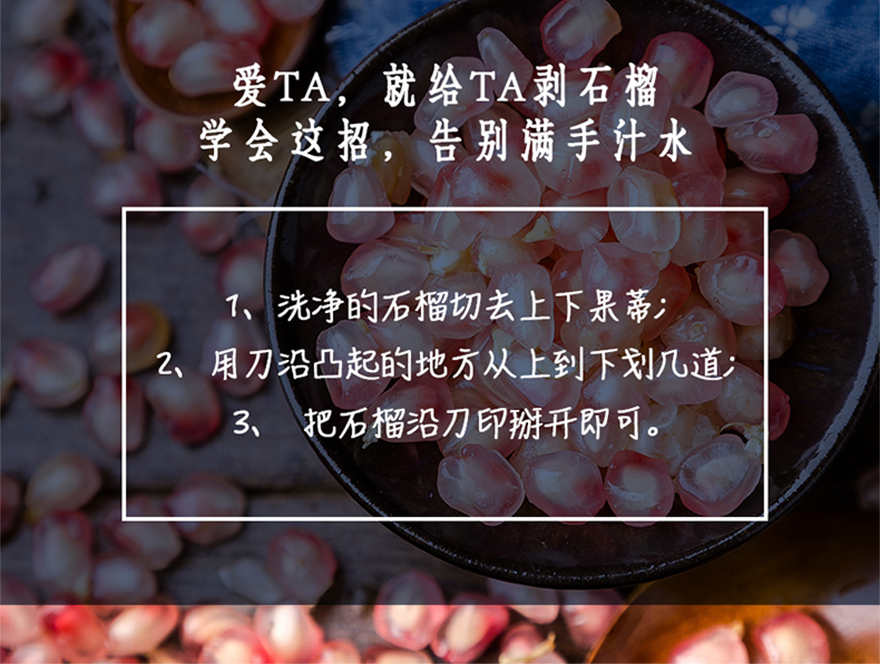 爱TA，就给TA剥石榴
学会这招，告别满手汁水
1、洗净的石榴切去上下果蒂；
2、用刀沿凸起的地方从上到下划几道；
3、 把石榴沿刀印掰开即可。